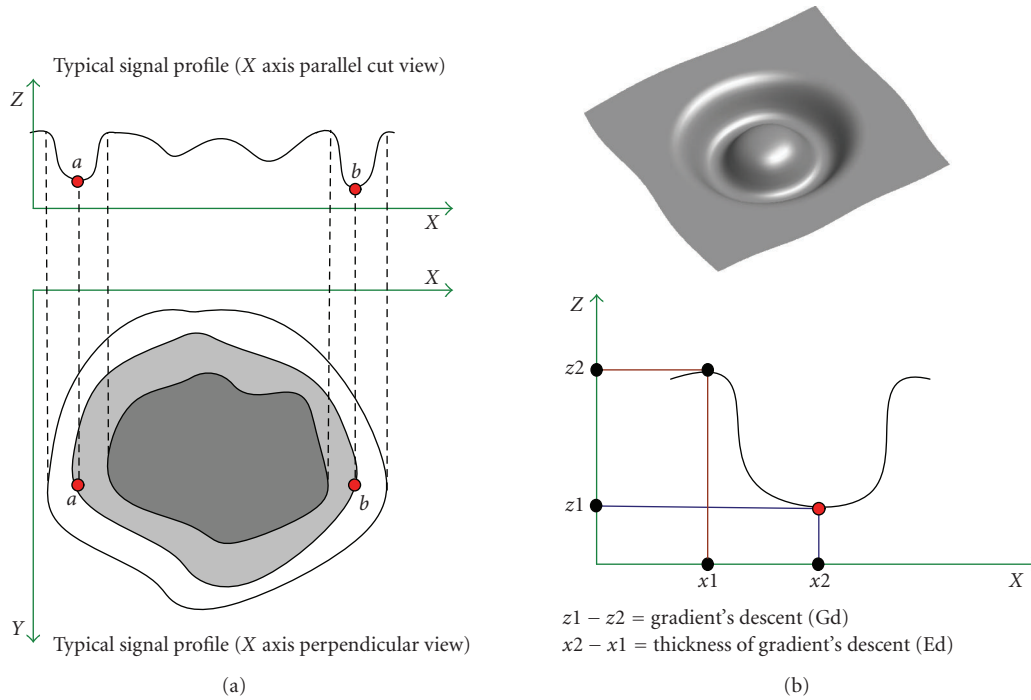 Typical signal profile (X axis parallel cut view)
Z
a
b
X
X
a
b
Y
Typical signal profile (X axis perpendicular view)
(a)
Z
z2
z1
x1
x2
X
z1 − z2 = gradient's descent (Gd)
x2 − x1 = thickness of gradient's descent (Ed)
(b)